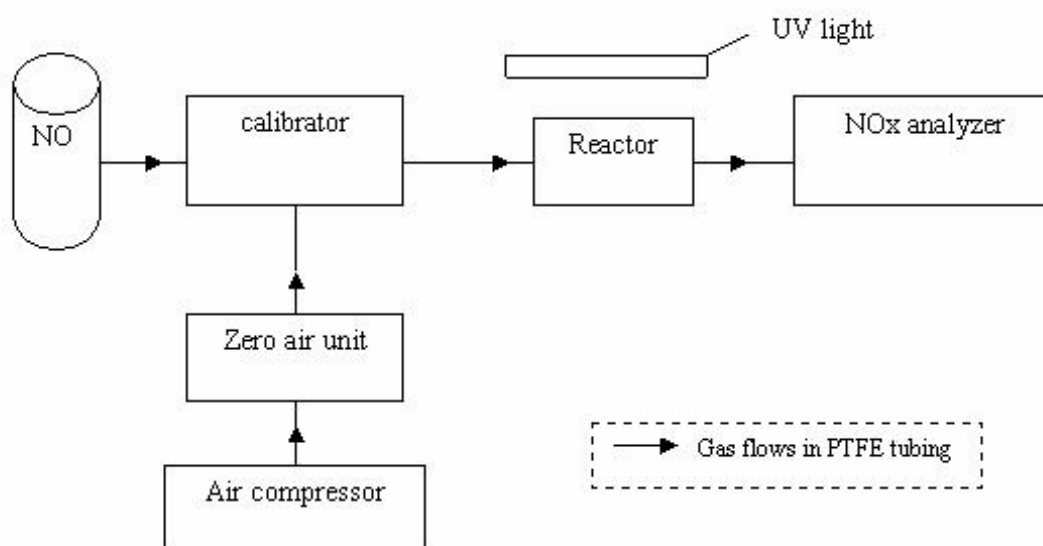 UV light
NO
calibrator
Reactor
NOx analyzer
Zero air unit
Gas flows in PTFE tubing
Air compressor